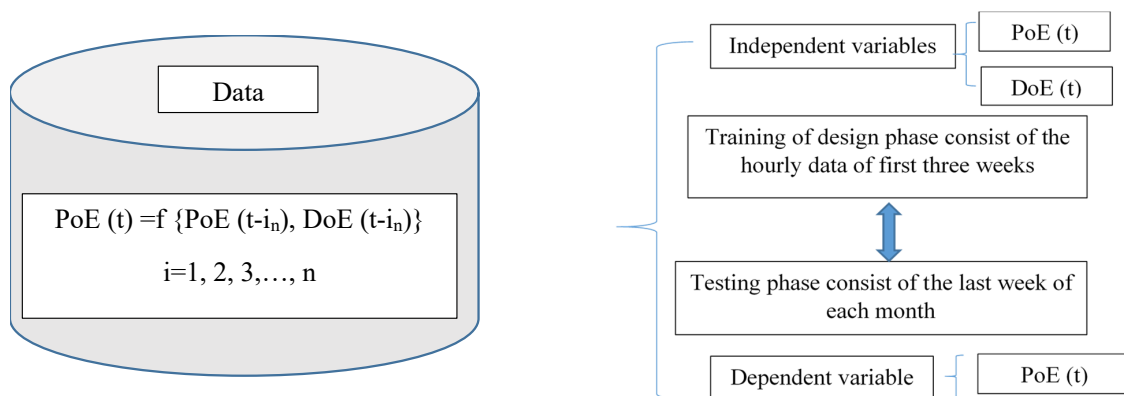 Data
PoE (t) =f {PoE (t-iₙ), DoE (t-iₙ)}
i=1, 2, 3,…, n
Independent variables
PoE (t)
DoE (t)
Training of design phase consist of the
hourly data of first three weeks
Testing phase consist of the last week of
each month
Dependent variable
PoE (t)